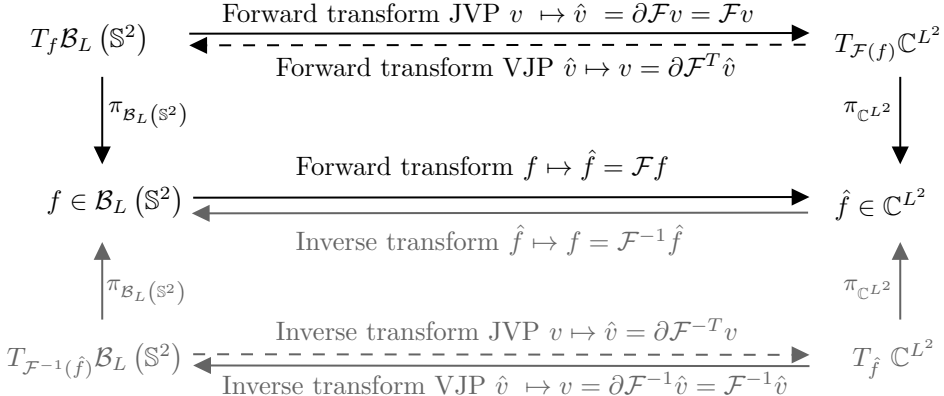 Forward transform JVP v ↦ v̂ = ∂ℱv = ℱv
T_f ℬ_L (𝕊²)
T_{ℱ(f)} ℂ^{L²}
Forward transform VJP v̂ ↦ v = ∂ℱ^T v̂
π_{ℬ_L(𝕊²)}
π_{ℂ^{L²}}
Forward transform f ↦ f̂ = ℱf
f ∈ ℬ_L (𝕊²)
f̂ ∈ ℂ^{L²}
Inverse transform f̂ ↦ f = ℱ^{-1} f̂
π_{ℬ_L(𝕊²)}
π_{ℂ^{L²}}
Inverse transform JVP v ↦ v̂ = ∂ℱ^{-T} v
T_{ℱ^{-1}(f̂)} ℬ_L (𝕊²)
T_{f̂} ℂ^{L²}
Inverse transform VJP v̂ ↦ v = ∂ℱ^{-1} v̂ = ℱ^{-1} v̂